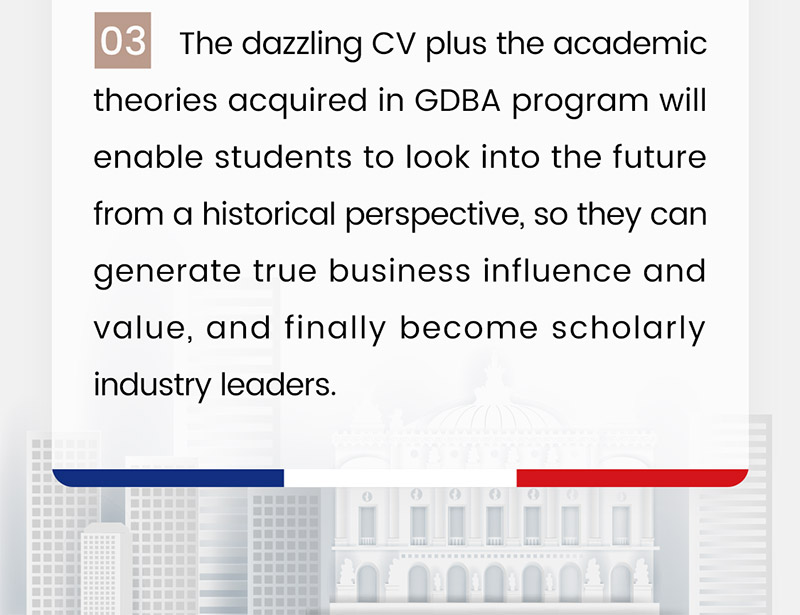 03 The dazzling CV plus the academic
theories acquired in GDBA program will
enable students to look into the future
from a historical perspective, so they can
generate true business influence and
value, and finally become scholarly
industry leaders.